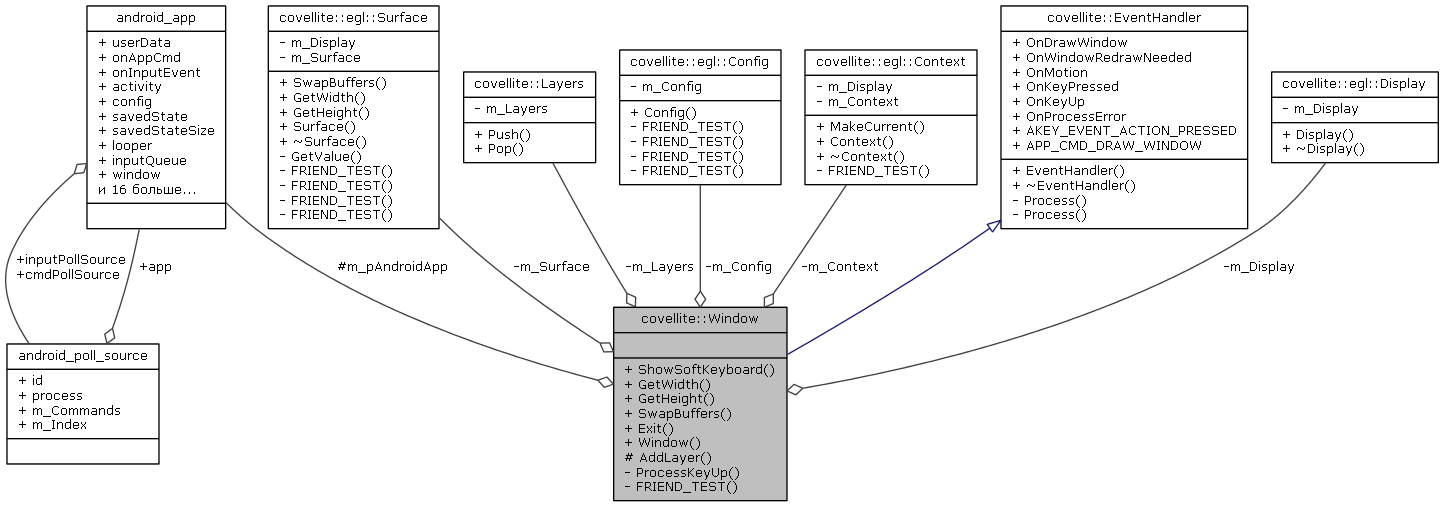 android_app
+ userData
+ onAppCmd
+ onInputEvent
+ activity
+ config
+ savedState
+ savedStateSize
+ looper
+ inputQueue
+ window
и 16 больше...
covellite::egl::Surface
- m_Display
- m_Surface
+ SwapBuffers()
+ GetWidth()
+ GetHeight()
+ Surface()
+ ~Surface()
- GetValue()
- FRIEND_TEST()
- FRIEND_TEST()
- FRIEND_TEST()
- FRIEND_TEST()
covellite::Layers
- m_Layers
+ Push()
+ Pop()
covellite::egl::Config
- m_Config
+ Config()
- FRIEND_TEST()
- FRIEND_TEST()
- FRIEND_TEST()
- FRIEND_TEST()
covellite::egl::Context
- m_Display
- m_Context
+ MakeCurrent()
+ Context()
+ ~Context()
- FRIEND_TEST()
covellite::EventHandler
+ OnDrawWindow
+ OnWindowRedrawNeeded
+ OnMotion
+ OnKeyPressed
+ OnKeyUp
+ OnProcessError
+ AKEY_EVENT_ACTION_PRESSED
+ APP_CMD_DRAW_WINDOW
+ EventHandler()
+ ~EventHandler()
- Process()
- Process()
covellite::egl::Display
- m_Display
+ Display()
+ ~Display()
+inputPollSource
+cmdPollSource
+app
#m_pAndroidApp
-m_Surface
-m_Layers
-m_Config
-m_Context
-m_Display
android_poll_source
+ id
+ process
+ m_Commands
+ m_Index
covellite::Window
+ ShowSoftKeyboard()
+ GetWidth()
+ GetHeight()
+ SwapBuffers()
+ Exit()
+ Window()
# AddLayer()
- ProcessKeyUp()
- FRIEND_TEST()